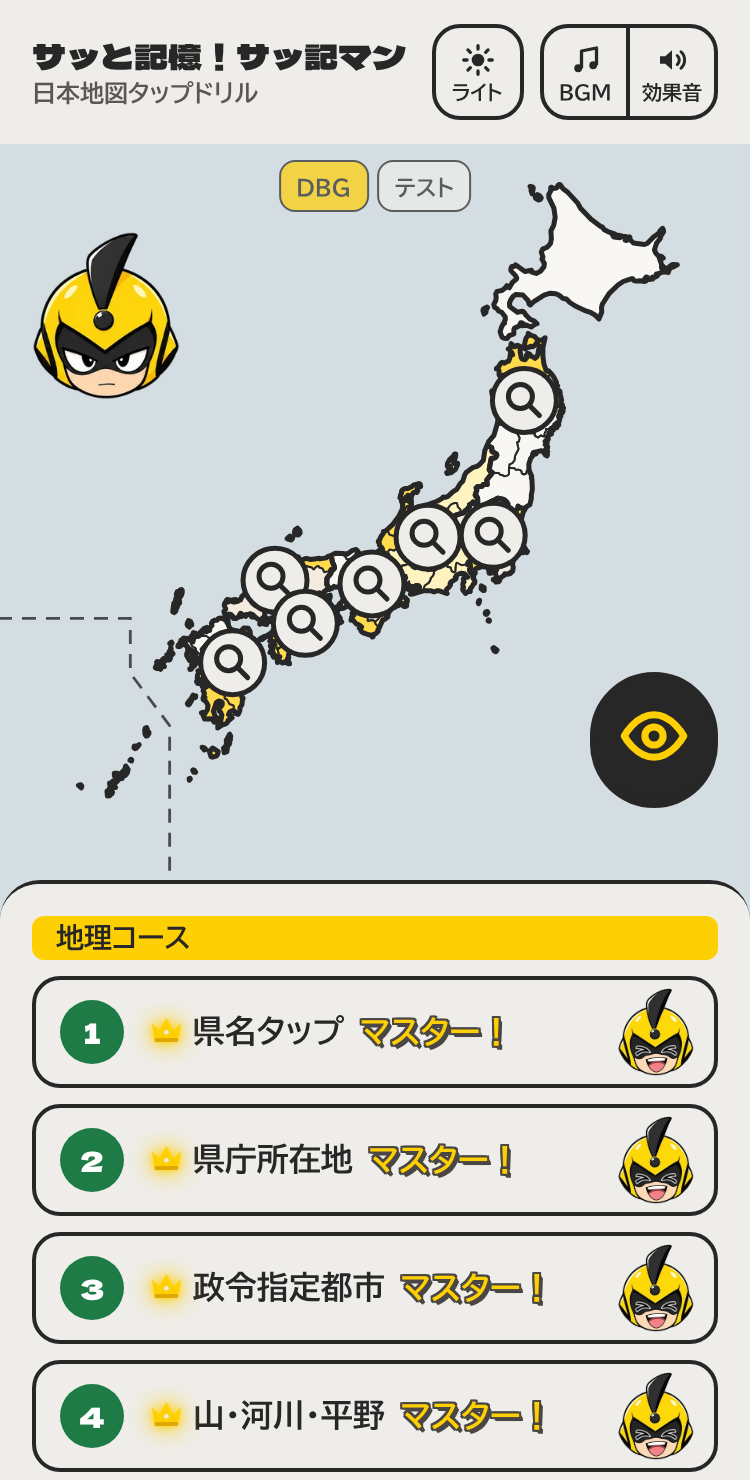 サッと記憶！サッ記マン
日本地図タップドリル
ライト
BGM
効果音
DBG
テスト
地理コース
1 県名タップ マスター！
2 県庁所在地 マスター！
3 政令指定都市 マスター！
4 山・河川・平野 マスター！